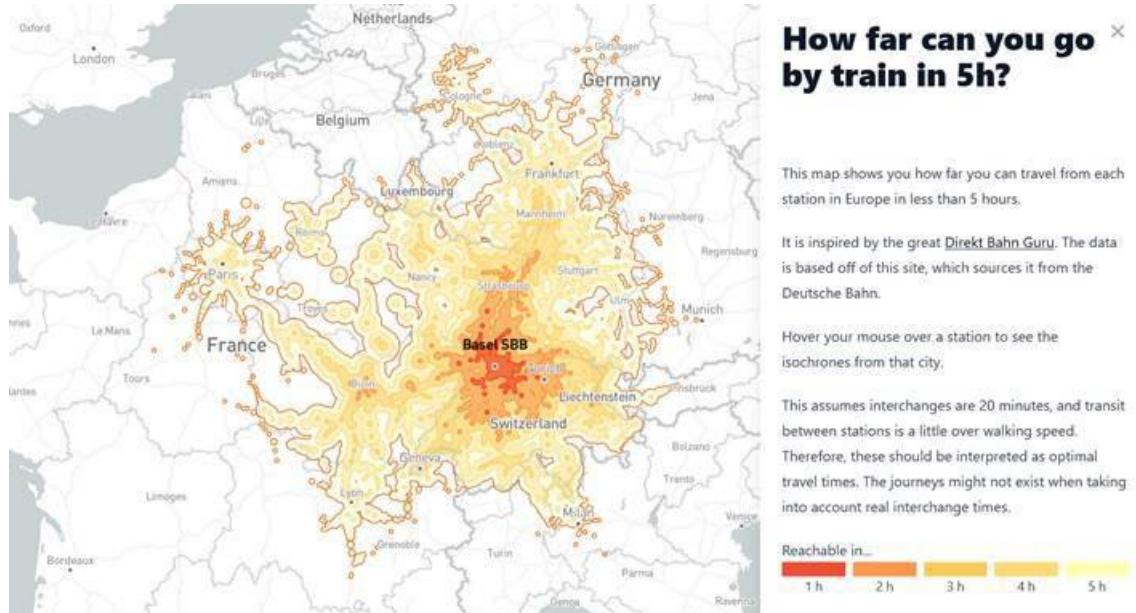 How far can you go
by train in 5h?
×
This map shows you how far you can travel from each
station in Europe in less than 5 hours.
It is inspired by the great Direkt Bahn Guru. The data
is based off of this site, which sources it from the
Deutsche Bahn.
Hover your mouse over a station to see the
isochrones from that city.
This assumes interchanges are 20 minutes, and transit
between stations is a little over walking speed.
Therefore, these should be interpreted as optimal
travel times. The journeys might not exist when taking
into account real interchange times.
Reachable in...
1 h 2 h 3 h 4 h 5 h
Netherlands
Oxford
London
Bruges
Göttingen
Germany
Cologne
Jena
Lille
Belgium
Koblenz
Frankfurt
Amiens
Luxembourg
Le Havre
Reims
Mannheim
Nuremberg
Regensburg
Paris
Nancy
Strasbourg
Stuttgart
Ulm
Troyes
Munich
Le Mans
France
Basel SBB
Zurich
Tours
Dijon
Liechtenstein
Innsbruck
Switzerland
Bolzano
Geneva
Trento
Limoges
Lyon
Milan
Venice
Grenoble
Turin
Bordeaux
Parma
Genoa
Ravenna